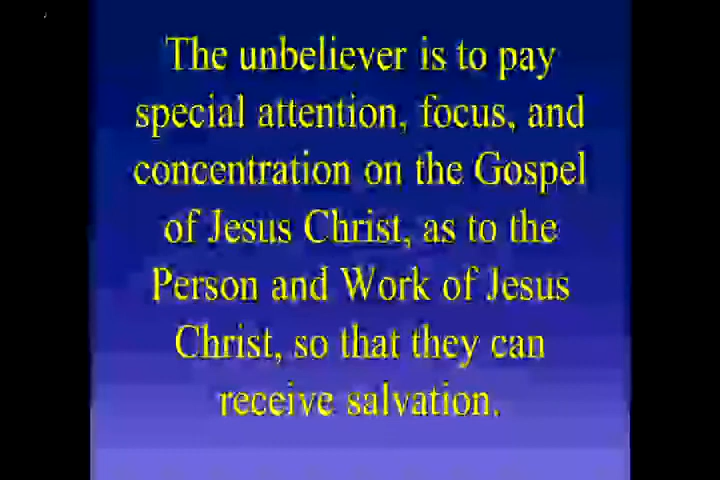 The unbeliever is to pay
special attention, focus, and
concentration on the Gospel
of Jesus Christ, as to the
Person and Work of Jesus
Christ, so that they can
receive salvation.